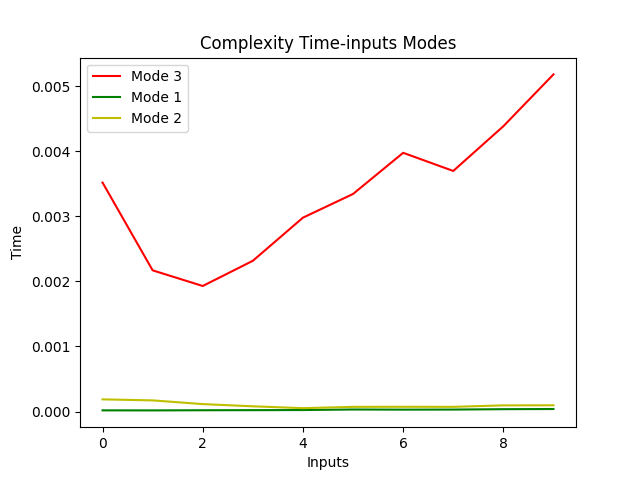 Complexity Time-inputs Modes
Mode 3
Mode 1
Mode 2
0.005
0.004
0.003
0.002
0.001
0.000
Time
0 2 4 6 8
Inputs